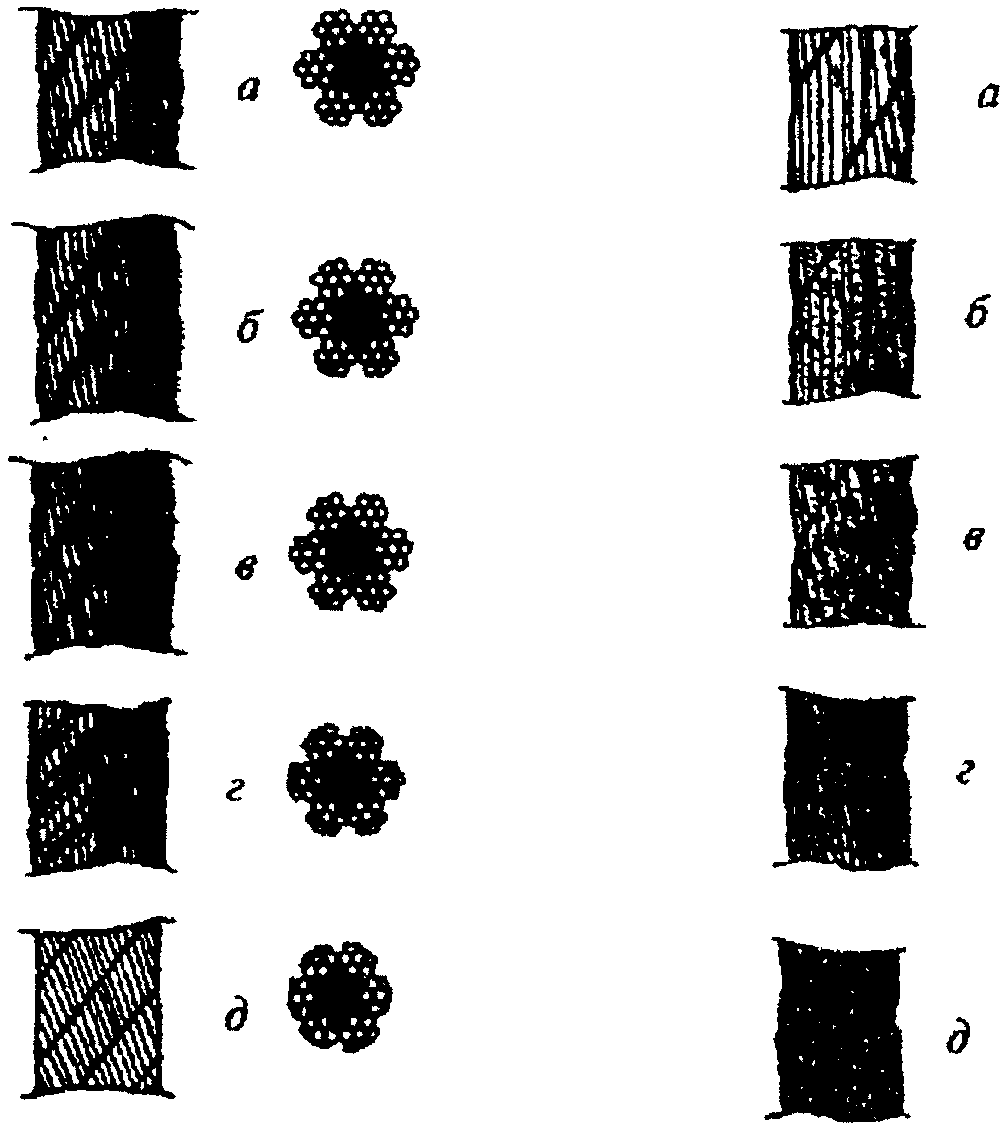 а а
б б
в в
г г
д д